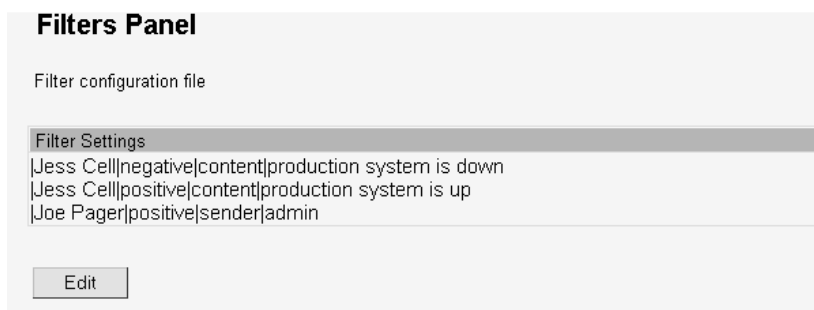 Filters Panel
Filter configuration file
Filter Settings
|Jess Cell|negative|content|production system is down
|Jess Cell|positive|content|production system is up
|Joe Pager|positive|sender|admin
Edit